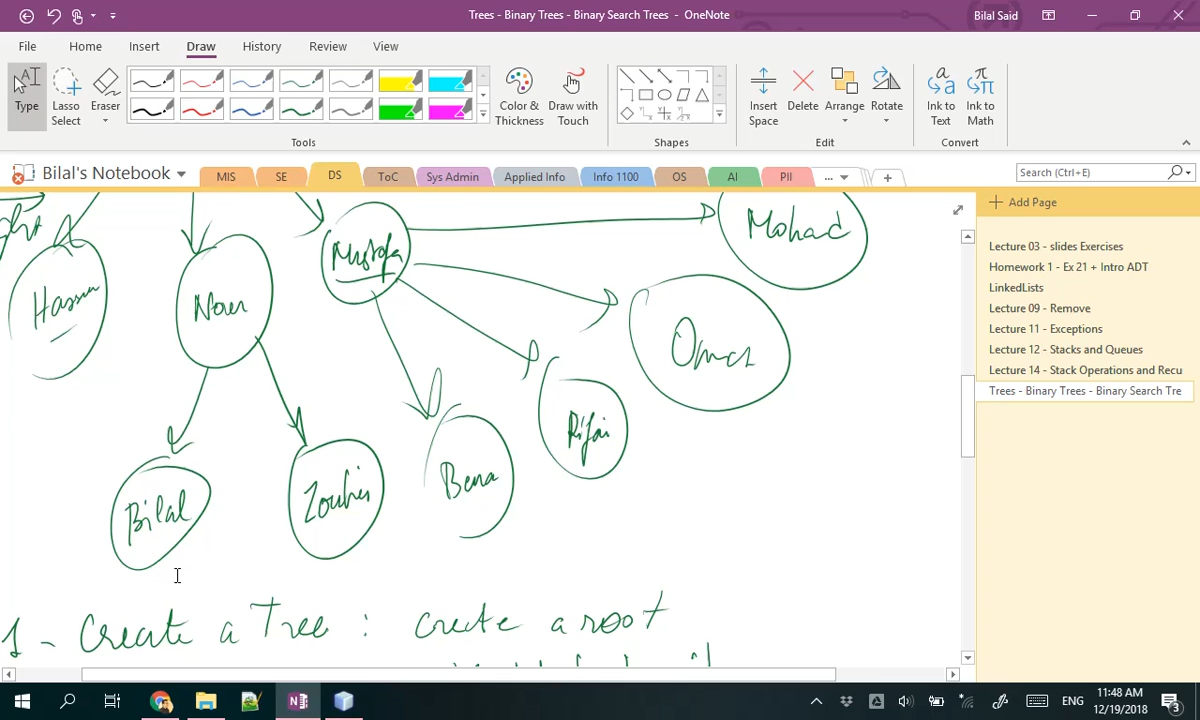 Trees - Binary Trees - Binary Search Trees - OneNote
Bilal Said
File Home Insert Draw History Review View
Type
Lasso Select
Eraser
Color & Thickness
Draw with Touch
Insert Space
Delete
Arrange
Rotate
Ink to Text
Ink to Math
Tools
Shapes
Edit
Convert
Bilal's Notebook
MIS SE DS ToC Sys Admin Applied Info Info 1100 OS AI PII ...
Search (Ctrl+E)
Add Page
Lecture 03 - slides Exercises
Homework 1 - Ex 21 + Intro ADT
LinkedLists
Lecture 09 - Remove
Lecture 11 - Exceptions
Lecture 12 - Stacks and Queues
Lecture 14 - Stack Operations and Recu
Trees - Binary Trees - Binary Search Tre
Mohad
Mustafa
Hassan
Nour
Omar
Rifai
Bilal
Zouhir
1 - Create a Tree : create a root
ENG
11:48 AM
12/19/2018
3